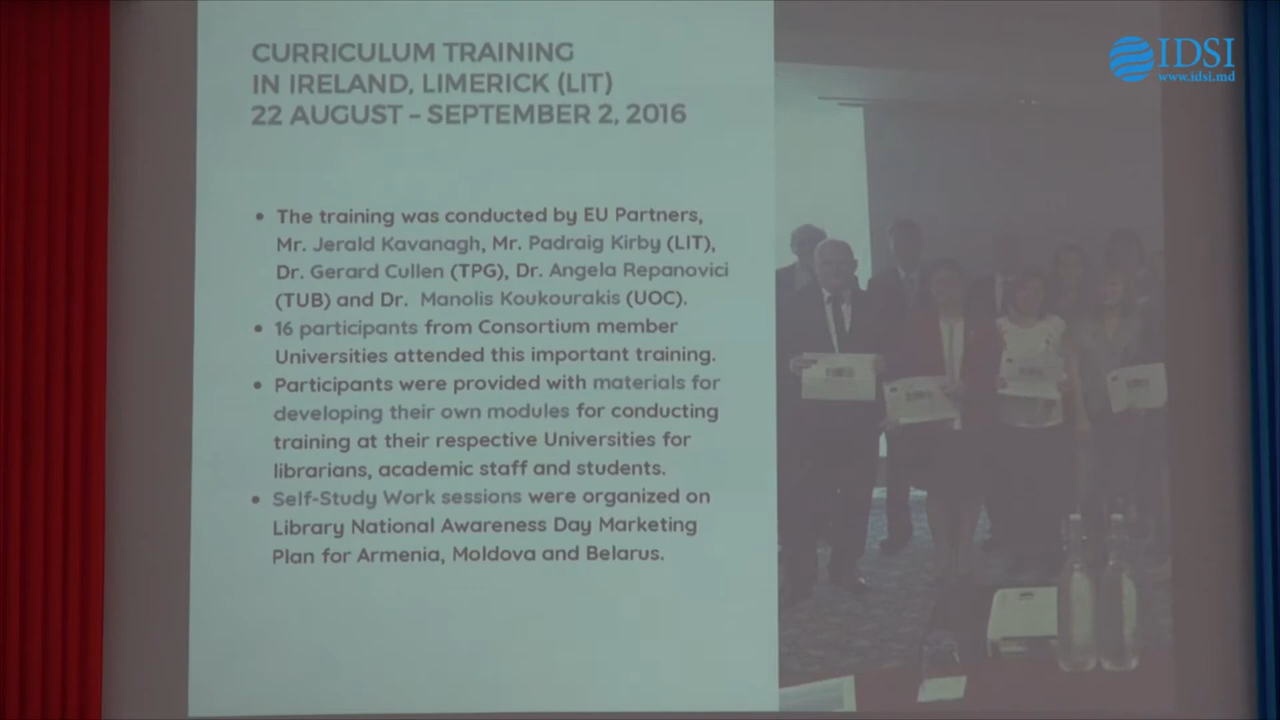 CURRICULUM TRAINING
IN IRELAND, LIMERICK (LIT)
22 AUGUST – SEPTEMBER 2, 2016
• The training was conducted by EU Partners,
Mr. Jerald Kavanagh, Mr. Padraig Kirby (LIT),
Dr. Gerard Cullen (TPG), Dr. Angela Repanovici
(TUB) and Dr. Manolis Koukourakis (UOC).
• 16 participants from Consortium member
Universities attended this important training.
• Participants were provided with materials for
developing their own modules for conducting
training at their respective Universities for
librarians, academic staff and students.
• Self-Study Work sessions were organized on
Library National Awareness Day Marketing
Plan for Armenia, Moldova and Belarus.
IDSI
www.idsi.md